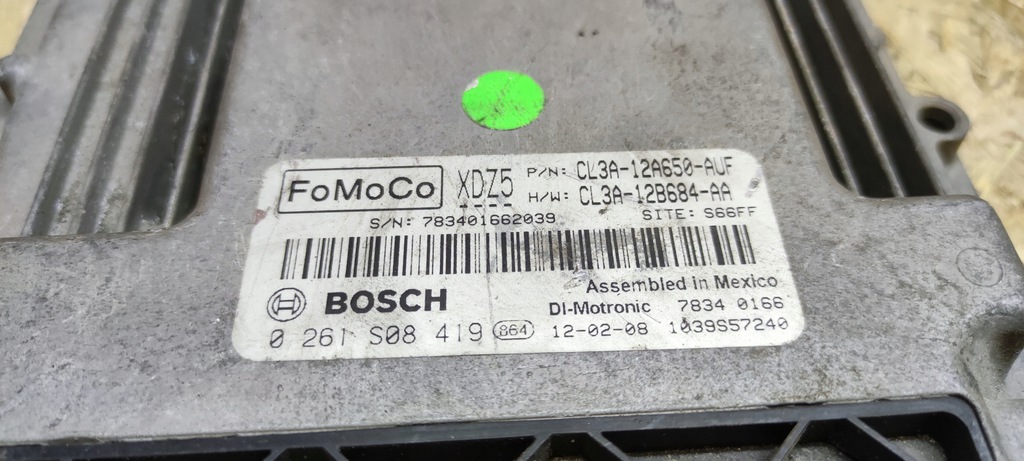 FoMoCo XDZ5 P/N: CL3A-12A650-AUF
H/W: CL3A-12B684-AA
S/N: 783401662039 SITE: S66FF
Assembled in Mexico
BOSCH DI-Motronic 7834 0166
0 261 S08 419 864 12-02-08 1039S57240